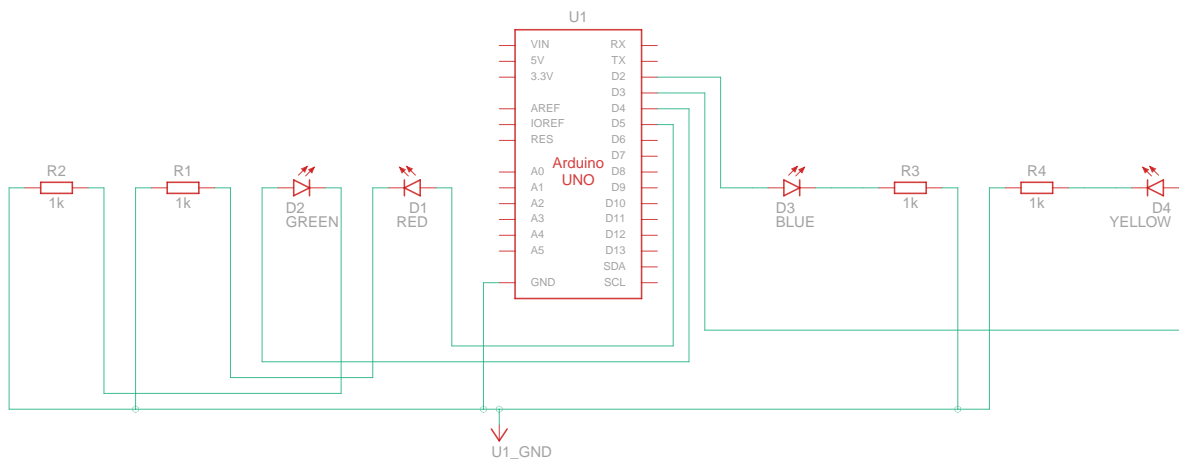 U1
VIN
5V
3.3V
AREF
IOREF
RES
A0
A1
A2
A3
A4
A5
GND
Arduino
UNO
RX
TX
D2
D3
D4
D5
D6
D7
D8
D9
D10
D11
D12
D13
SDA
SCL
R2
1k
R1
1k
D2
GREEN
D1
RED
D3
BLUE
R3
1k
R4
1k
D4
YELLOW
U1_GND